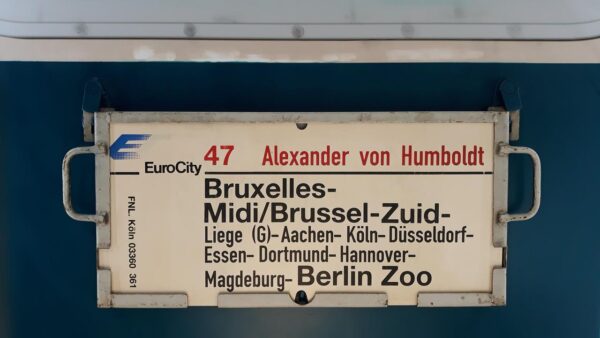 47 Alexander von Humboldt
EuroCity
Bruxelles-
Midi/Brussel-Zuid-
Liege (G)-Aachen- Köln-Düsseldorf-
Essen- Dortmund- Hannover-
Magdeburg- Berlin Zoo
FNL. Köln 03360 361